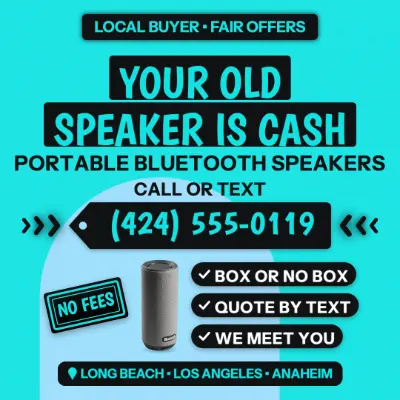 LOCAL BUYER • FAIR OFFERS
YOUR OLD
SPEAKER IS CASH
PORTABLE BLUETOOTH SPEAKERS
CALL OR TEXT
(424) 555-0119
NO FEES
BOX OR NO BOX
QUOTE BY TEXT
WE MEET YOU
LONG BEACH • LOS ANGELES • ANAHEIM